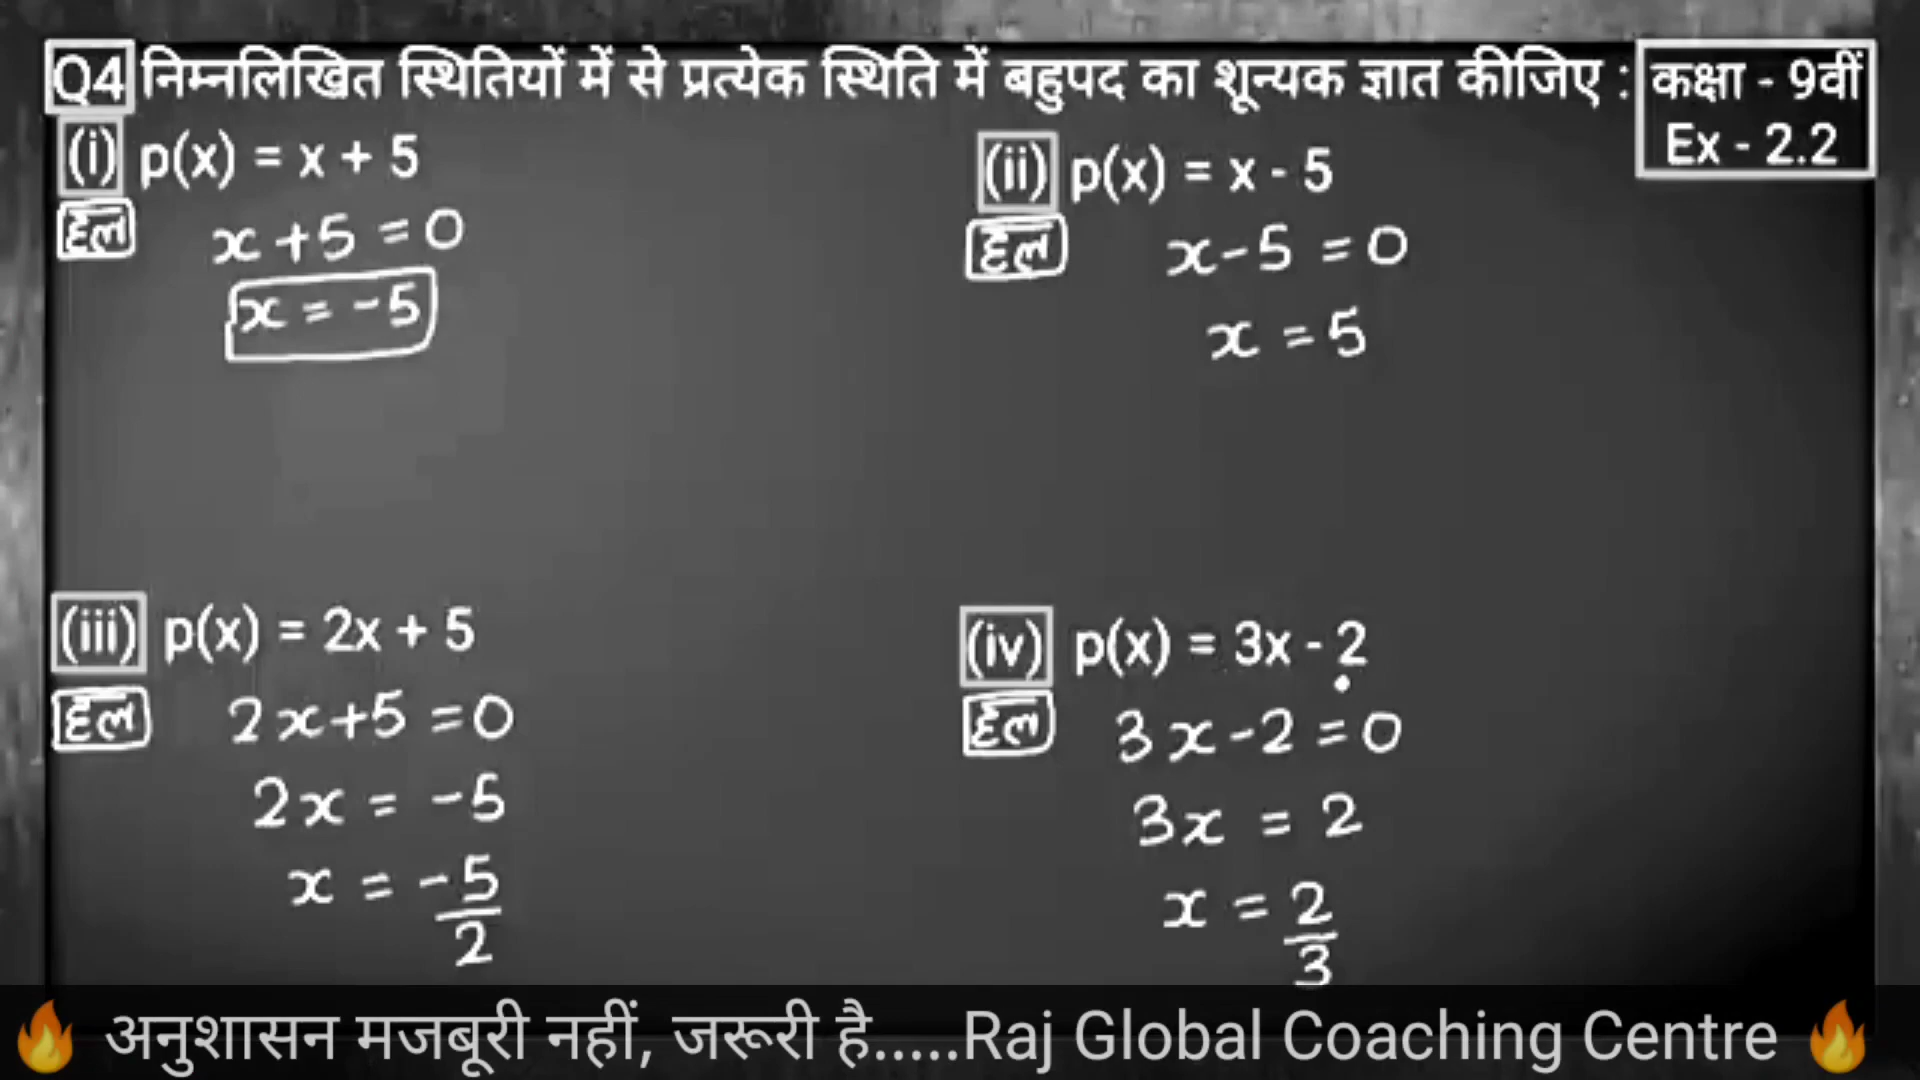 Q4 निम्नलिखित स्थितियों में से प्रत्येक स्थिति में बहुपद का शून्यक ज्ञात कीजिए :
कक्षा - 9वीं
Ex - 2.2
(i) p(x) = x + 5
हल x + 5 = 0
x = -5
(ii) p(x) = x - 5
हल x - 5 = 0
x = 5
(iii) p(x) = 2x + 5
हल 2x + 5 = 0
2x = -5
x = -5/2
(iv) p(x) = 3x - 2
हल 3x - 2 = 0
3x = 2
x = 2/3
🔥 अनुशासन मजबूरी नहीं, जरूरी है.....Raj Global Coaching Centre 🔥